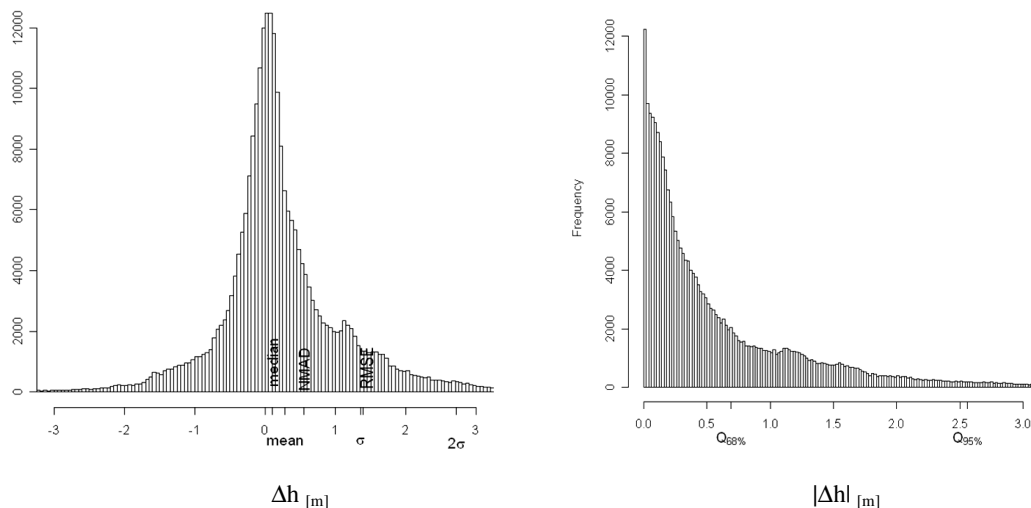 12000
10000
8000
6000
4000
2000
0
median
NMAD
RMSE
-3 -2 -1 0 1 2 3
mean σ 2σ
Δh [m]
Frequency
12000
10000
8000
6000
4000
2000
0
0.0 0.5 1.0 1.5 2.0 2.5 3.0
Q68% Q95%
|Δh| [m]